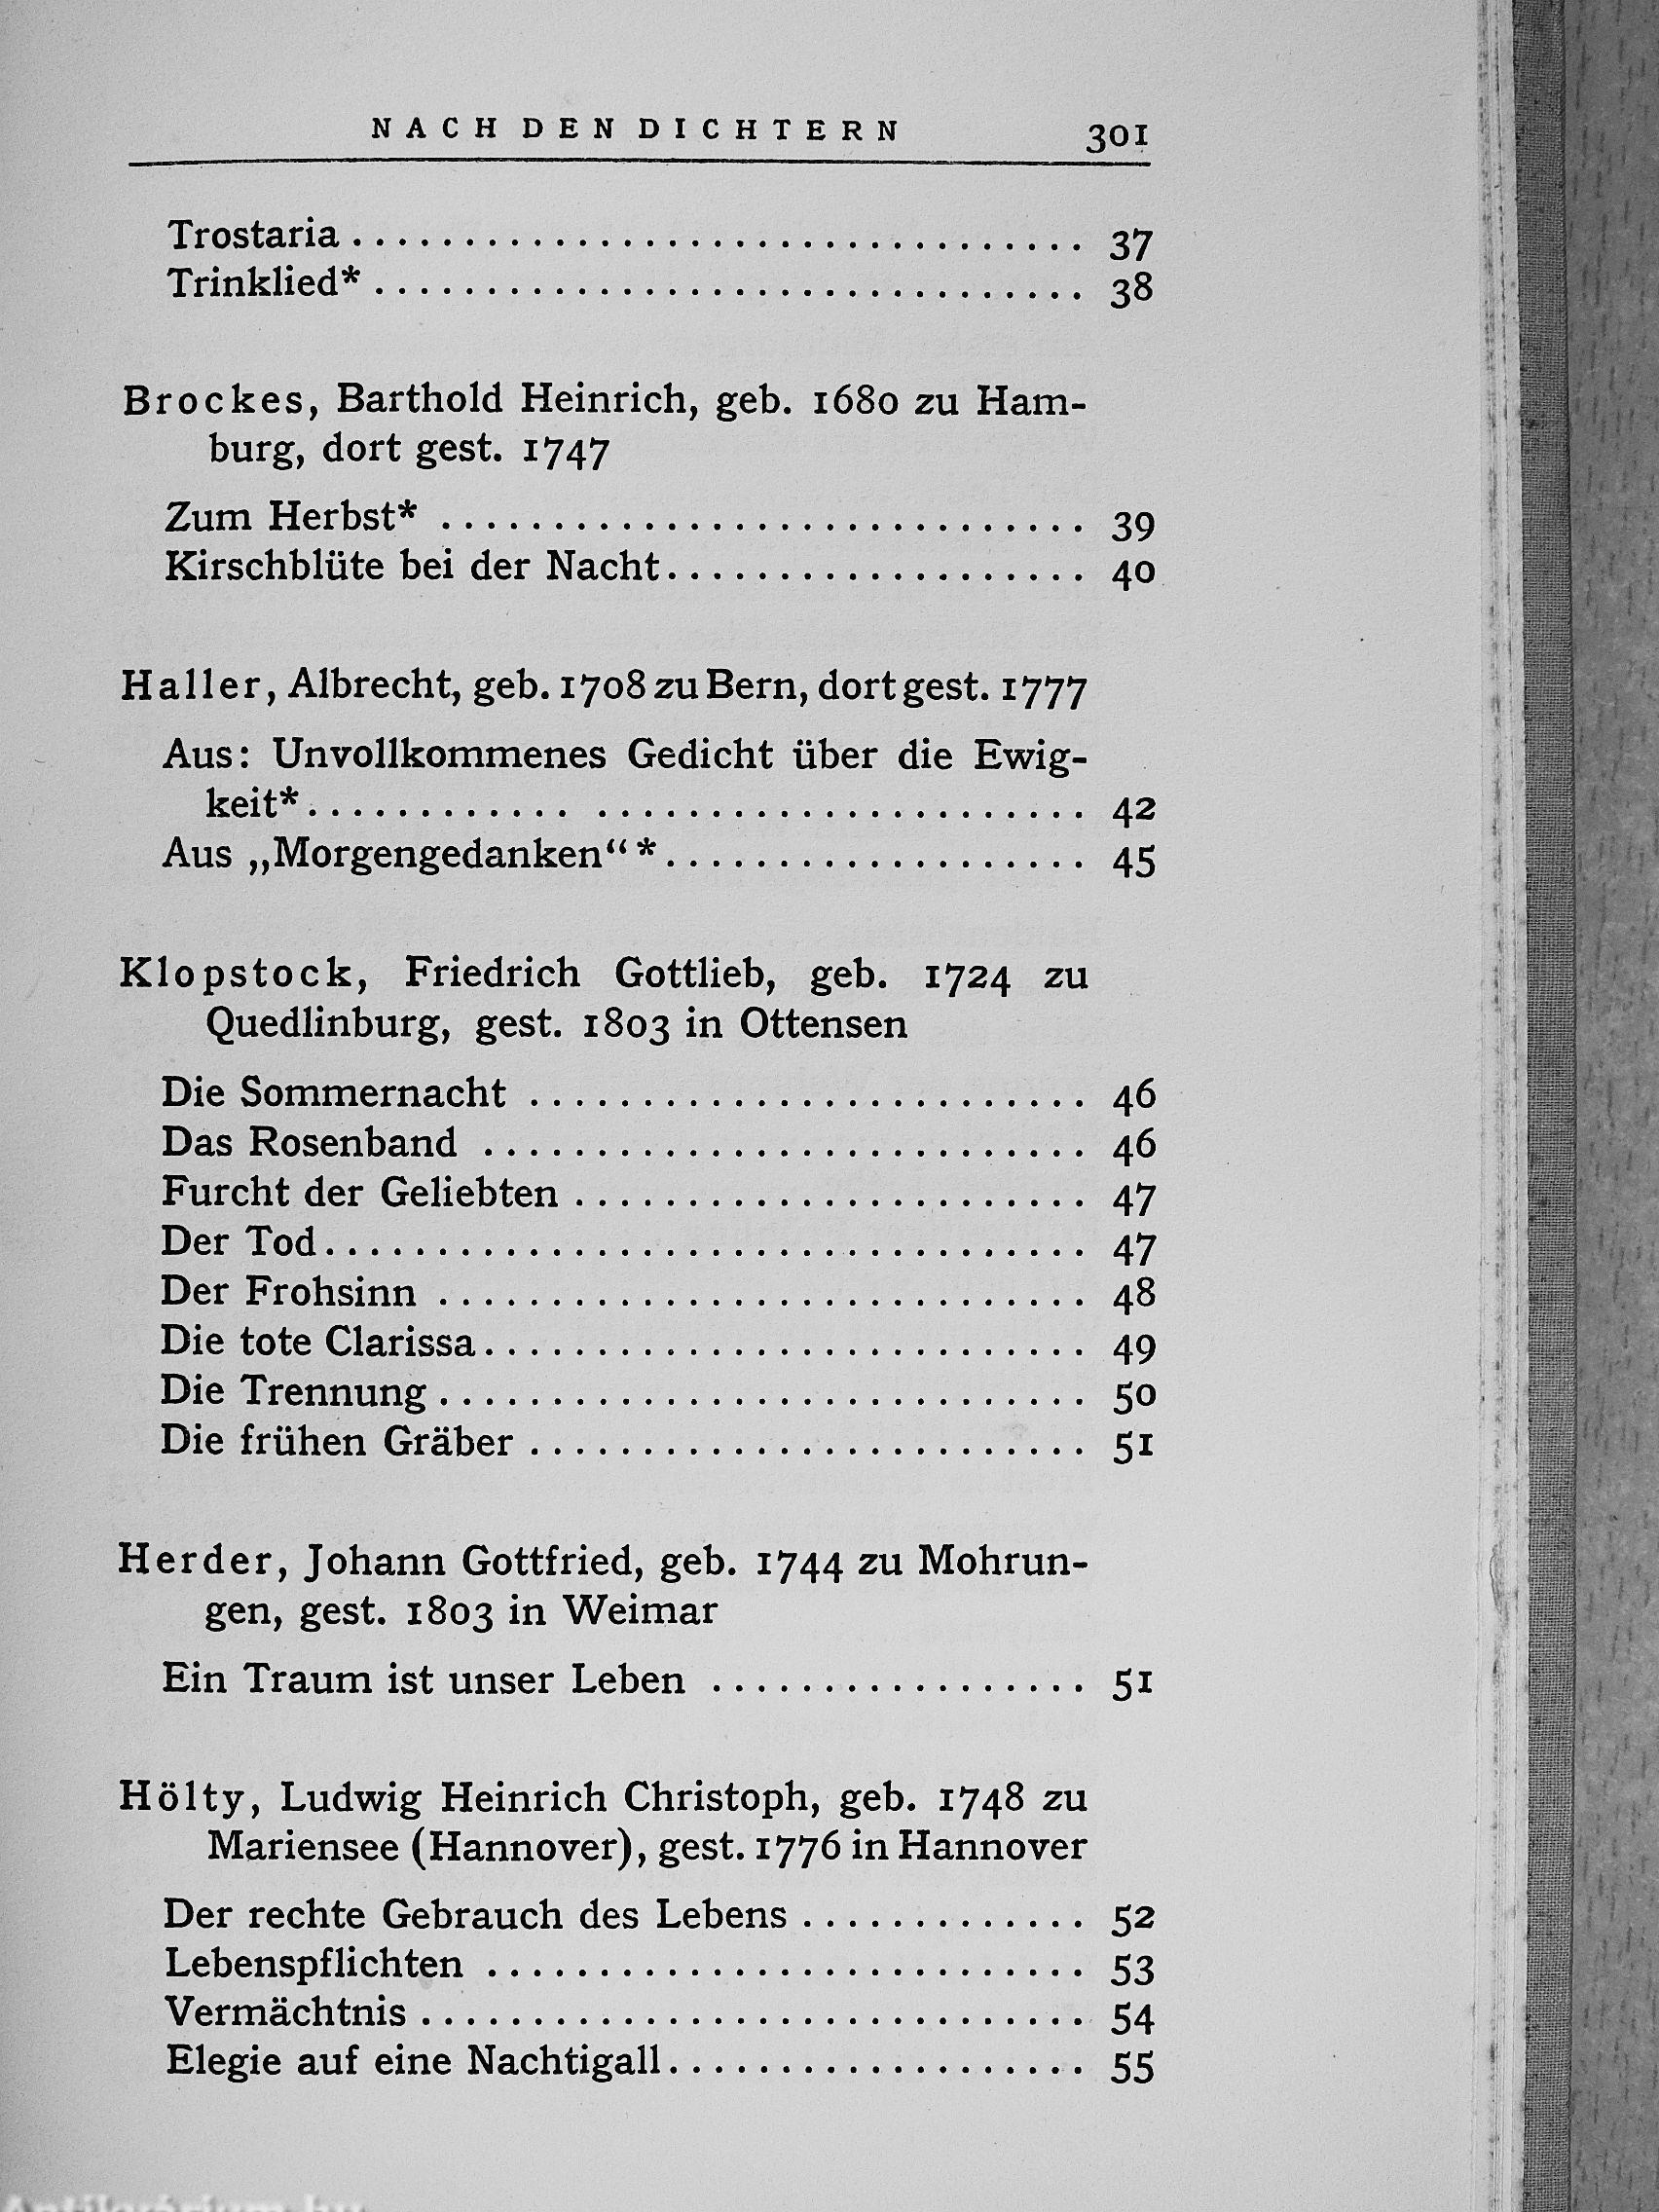 NACH DEN DICHTERN 301
Trostaria . . . . . . . . . . . . . . . . . . . . . . . . . . . . . . . . 37
Trinklied* . . . . . . . . . . . . . . . . . . . . . . . . . . . . . . . 38
Brockes, Barthold Heinrich, geb. 1680 zu Ham-
burg, dort gest. 1747
Zum Herbst* . . . . . . . . . . . . . . . . . . . . . . . . . . . . 39
Kirschblüte bei der Nacht. . . . . . . . . . . . . . . . . . . 40
Haller, Albrecht, geb. 1708 zu Bern, dort gest. 1777
Aus: Unvollkommenes Gedicht über die Ewig-
keit*. . . . . . . . . . . . . . . . . . . . . . . . . . . . . . . . . 42
Aus „Morgengedanken“*. . . . . . . . . . . . . . . . . . . 45
Klopstock, Friedrich Gottlieb, geb. 1724 zu
Quedlinburg, gest. 1803 in Ottensen
Die Sommernacht . . . . . . . . . . . . . . . . . . . . . . . . . 46
Das Rosenband . . . . . . . . . . . . . . . . . . . . . . . . . . . 46
Furcht der Geliebten . . . . . . . . . . . . . . . . . . . . . . . 47
Der Tod. . . . . . . . . . . . . . . . . . . . . . . . . . . . . . . . . . 47
Der Frohsinn . . . . . . . . . . . . . . . . . . . . . . . . . . . . . 48
Die tote Clarissa. . . . . . . . . . . . . . . . . . . . . . . . . . . 49
Die Trennung . . . . . . . . . . . . . . . . . . . . . . . . . . . . . 50
Die frühen Gräber . . . . . . . . . . . . . . . . . . . . . . . . . 51
Herder, Johann Gottfried, geb. 1744 zu Mohrun-
gen, gest. 1803 in Weimar
Ein Traum ist unser Leben . . . . . . . . . . . . . . . . . 51
Hölty, Ludwig Heinrich Christoph, geb. 1748 zu
Mariensee (Hannover), gest. 1776 in Hannover
Der rechte Gebrauch des Lebens . . . . . . . . . . . . . 52
Lebenspflichten . . . . . . . . . . . . . . . . . . . . . . . . . . . 53
Vermächtnis . . . . . . . . . . . . . . . . . . . . . . . . . . . . . . 54
Elegie auf eine Nachtigall. . . . . . . . . . . . . . . . . . . 55